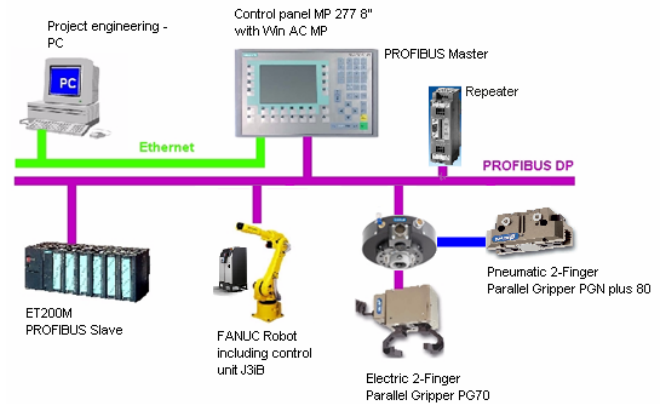 Project engineering -
PC
Control panel MP 277 8"
with Win AC MP
PROFIBUS Master
PC
Repeater
Ethernet
PROFIBUS DP
ET200M
PROFIBUS Slave
FANUC Robot
including control
unit J3iB
Pneumatic 2-Finger
Parallel Gripper PGN plus 80
Electric 2-Finger
Parallel Gripper PG70